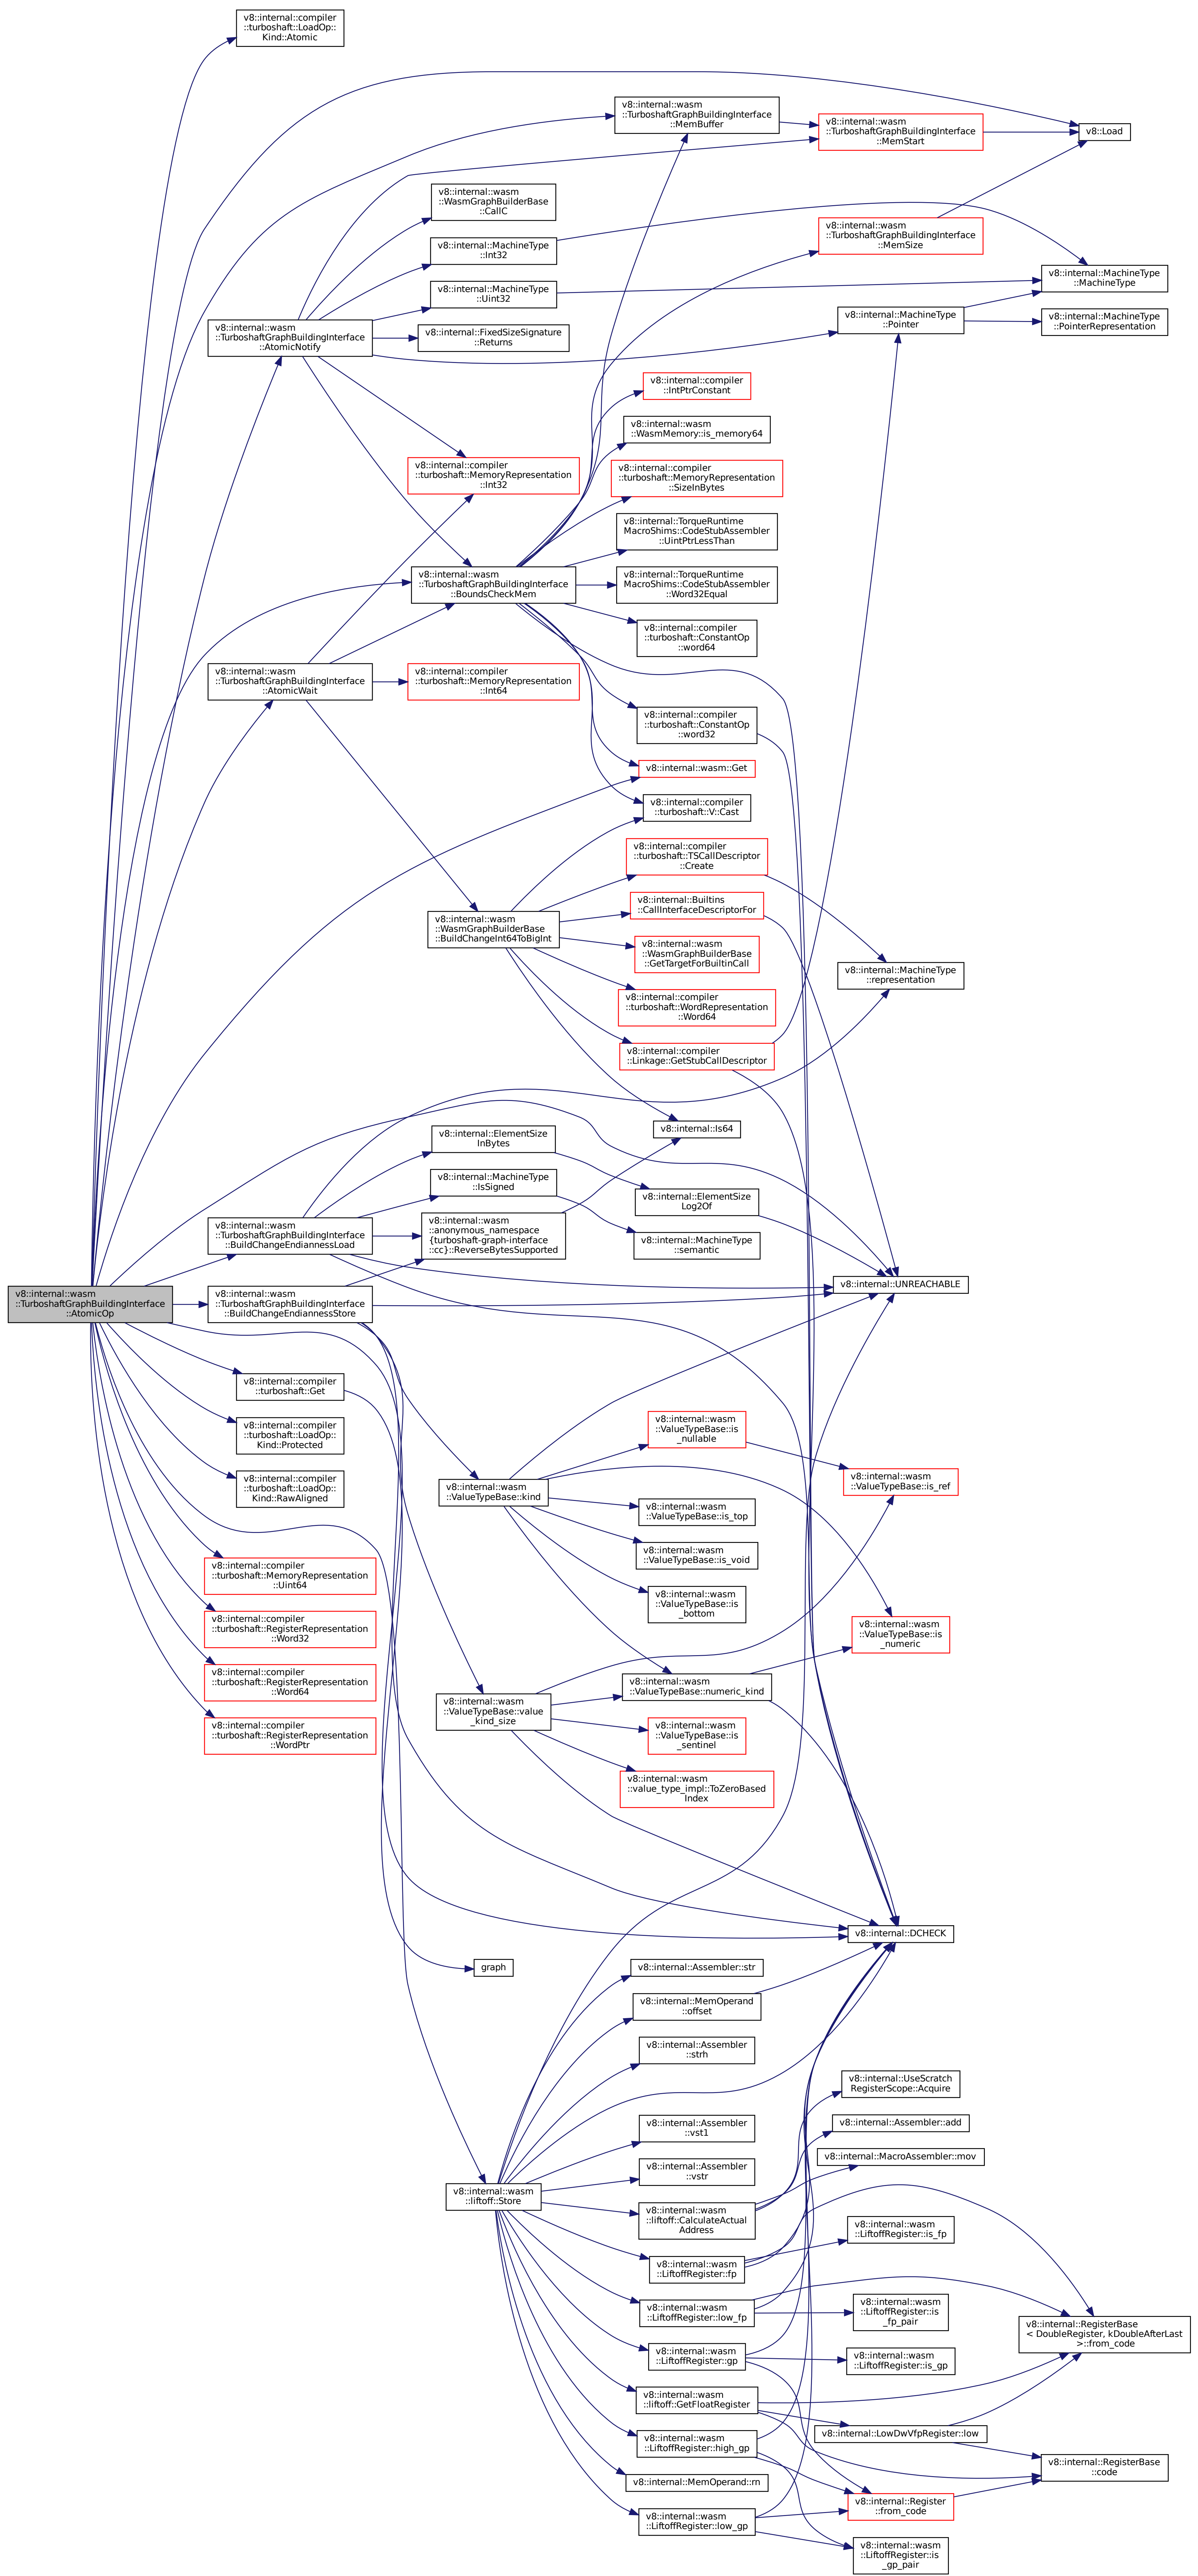 v8::internal::compiler
::turboshaft::LoadOp::
Kind::Atomic
v8::internal::wasm
::TurboshaftGraphBuildingInterface
::MemBuffer
v8::internal::wasm
::TurboshaftGraphBuildingInterface
::MemStart
v8::Load
v8::internal::wasm
::WasmGraphBuilderBase
::CallC
v8::internal::MachineType
::Int32
v8::internal::wasm
::TurboshaftGraphBuildingInterface
::MemSize
v8::internal::MachineType
::MachineType
v8::internal::MachineType
::Uint32
v8::internal::MachineType
::Pointer
v8::internal::MachineType
::PointerRepresentation
v8::internal::wasm
::TurboshaftGraphBuildingInterface
::AtomicNotify
v8::internal::FixedSizeSignature
::Returns
v8::internal::compiler
::IntPtrConstant
v8::internal::wasm
::WasmMemory::is_memory64
v8::internal::compiler
::turboshaft::MemoryRepresentation
::Int32
v8::internal::compiler
::turboshaft::MemoryRepresentation
::SizeInBytes
v8::internal::TorqueRuntime
MacroShims::CodeStubAssembler
::UintPtrLessThan
v8::internal::wasm
::TurboshaftGraphBuildingInterface
::BoundsCheckMem
v8::internal::TorqueRuntime
MacroShims::CodeStubAssembler
::Word32Equal
v8::internal::compiler
::turboshaft::ConstantOp
::word64
v8::internal::wasm
::TurboshaftGraphBuildingInterface
::AtomicWait
v8::internal::compiler
::turboshaft::MemoryRepresentation
::Int64
v8::internal::compiler
::turboshaft::ConstantOp
::word32
v8::internal::wasm::Get
v8::internal::compiler
::turboshaft::V::Cast
v8::internal::compiler
::turboshaft::TSCallDescriptor
::Create
v8::internal::Builtins
::CallInterfaceDescriptorFor
v8::internal::wasm
::WasmGraphBuilderBase
::BuildChangeInt64ToBigInt
v8::internal::wasm
::WasmGraphBuilderBase
::GetTargetForBuiltinCall
v8::internal::MachineType
::representation
v8::internal::compiler
::turboshaft::WordRepresentation
::Word64
v8::internal::compiler
::Linkage::GetStubCallDescriptor
v8::internal::Is64
v8::internal::ElementSize
InBytes
v8::internal::MachineType
::IsSigned
v8::internal::ElementSize
Log2Of
v8::internal::wasm
::TurboshaftGraphBuildingInterface
::BuildChangeEndiannessLoad
v8::internal::wasm
::anonymous_namespace
{turboshaft-graph-interface
::cc}::ReverseBytesSupported
v8::internal::MachineType
::semantic
v8::internal::UNREACHABLE
v8::internal::wasm
::TurboshaftGraphBuildingInterface
::AtomicOp
v8::internal::wasm
::TurboshaftGraphBuildingInterface
::BuildChangeEndiannessStore
v8::internal::compiler
::turboshaft::Get
v8::internal::compiler
::turboshaft::LoadOp::
Kind::Protected
v8::internal::wasm
::ValueTypeBase::is
_nullable
v8::internal::compiler
::turboshaft::LoadOp::
Kind::RawAligned
v8::internal::wasm
::ValueTypeBase::kind
v8::internal::wasm
::ValueTypeBase::is_ref
v8::internal::wasm
::ValueTypeBase::is_top
v8::internal::wasm
::ValueTypeBase::is_void
v8::internal::compiler
::turboshaft::MemoryRepresentation
::Uint64
v8::internal::wasm
::ValueTypeBase::is
_bottom
v8::internal::compiler
::turboshaft::RegisterRepresentation
::Word32
v8::internal::wasm
::ValueTypeBase::is
_numeric
v8::internal::compiler
::turboshaft::RegisterRepresentation
::Word64
v8::internal::wasm
::ValueTypeBase::numeric_kind
v8::internal::wasm
::ValueTypeBase::value
_kind_size
v8::internal::compiler
::turboshaft::RegisterRepresentation
::WordPtr
v8::internal::wasm
::ValueTypeBase::is
_sentinel
v8::internal::wasm
::value_type_impl::ToZeroBased
Index
v8::internal::DCHECK
graph
v8::internal::Assembler::str
v8::internal::MemOperand
::offset
v8::internal::Assembler
::strh
v8::internal::UseScratch
RegisterScope::Acquire
v8::internal::Assembler
::vst1
v8::internal::Assembler::add
v8::internal::MacroAssembler::mov
v8::internal::Assembler
::vstr
v8::internal::wasm
::liftoff::Store
v8::internal::wasm
::liftoff::CalculateActual
Address
v8::internal::wasm
::LiftoffRegister::is_fp
v8::internal::wasm
::LiftoffRegister::fp
v8::internal::wasm
::LiftoffRegister::low_fp
v8::internal::wasm
::LiftoffRegister::is
_fp_pair
v8::internal::RegisterBase
< DoubleRegister, kDoubleAfterLast
>::from_code
v8::internal::wasm
::LiftoffRegister::gp
v8::internal::wasm
::LiftoffRegister::is_gp
v8::internal::wasm
::liftoff::GetFloatRegister
v8::internal::LowDwVfpRegister::low
v8::internal::wasm
::LiftoffRegister::high_gp
v8::internal::RegisterBase
::code
v8::internal::MemOperand::rn
v8::internal::Register
::from_code
v8::internal::wasm
::LiftoffRegister::low_gp
v8::internal::wasm
::LiftoffRegister::is
_gp_pair